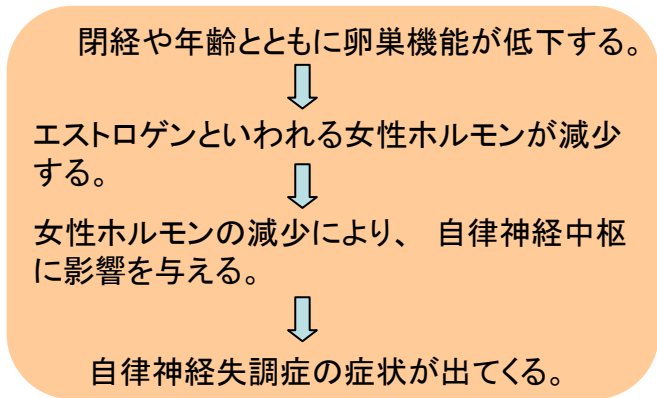 閉経や年齢とともに卵巣機能が低下する。
エストロゲンといわれる女性ホルモンが減少
する。
女性ホルモンの減少により、 自律神経中枢
に影響を与える。
自律神経失調症の症状が出てくる。